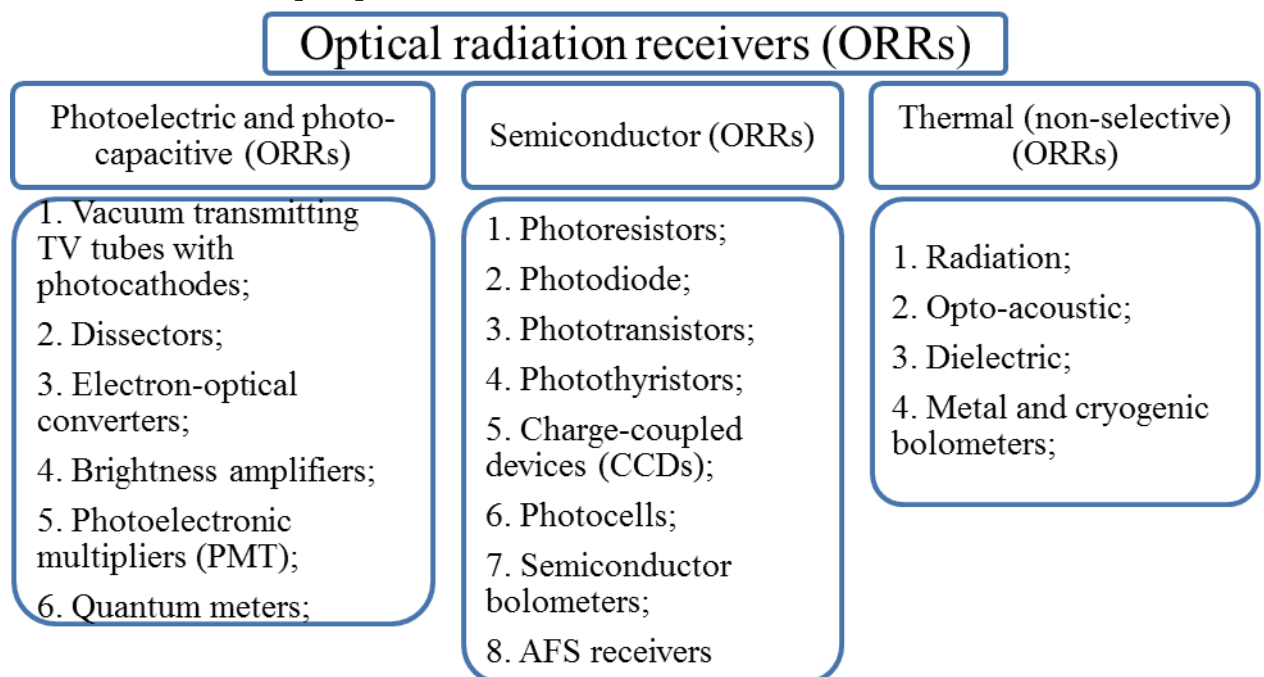 Optical radiation receivers (ORRs)
Photoelectric and photo-
capacitive (ORRs)
1. Vacuum transmitting
TV tubes with
photocathodes;
2. Dissectors;
3. Electron-optical
converters;
4. Brightness amplifiers;
5. Photoelectronic
multipliers (PMT);
6. Quantum meters;
Semiconductor (ORRs)
1. Photoresistors;
2. Photodiode;
3. Phototransistors;
4. Photothyristors;
5. Charge-coupled
devices (CCDs);
6. Photocells;
7. Semiconductor
bolometers;
8. AFS receivers
Thermal (non-selective)
(ORRs)
1. Radiation;
2. Opto-acoustic;
3. Dielectric;
4. Metal and cryogenic
bolometers;